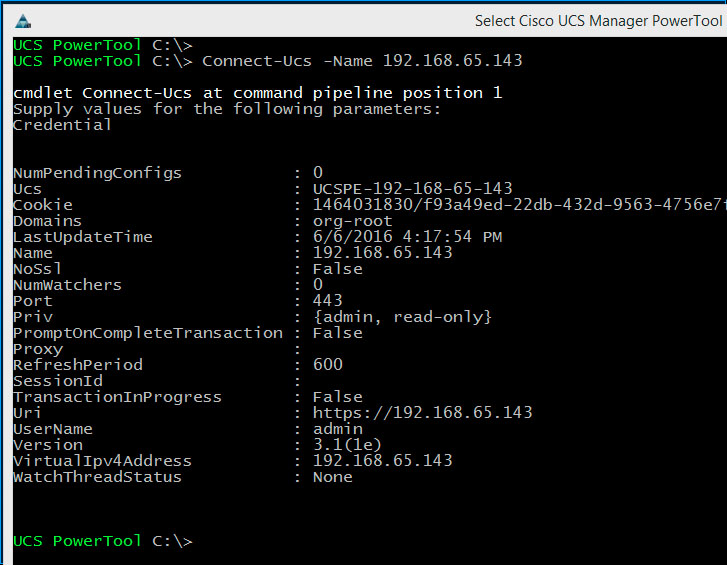 Select Cisco UCS Manager PowerTool
UCS PowerTool C:\>
UCS PowerTool C:\> Connect-Ucs -Name 192.168.65.143
cmdlet Connect-Ucs at command pipeline position 1
Supply values for the following parameters:
Credential
NumPendingConfigs : 0
Ucs : UCSPE-192-168-65-143
Cookie : 1464031830/f93a49ed-22db-432d-9563-4756e7f
Domains : org-root
LastUpdateTime : 6/6/2016 4:17:54 PM
Name : 192.168.65.143
NoSsl : False
NumWatchers : 0
Port : 443
Priv : {admin, read-only}
PromptOnCompleteTransaction : False
Proxy :
RefreshPeriod : 600
SessionId :
TransactionInProgress : False
Uri : https://192.168.65.143
UserName : admin
Version : 3.1(1e)
VirtualIpv4Address : 192.168.65.143
WatchThreadStatus : None
UCS PowerTool C:\>